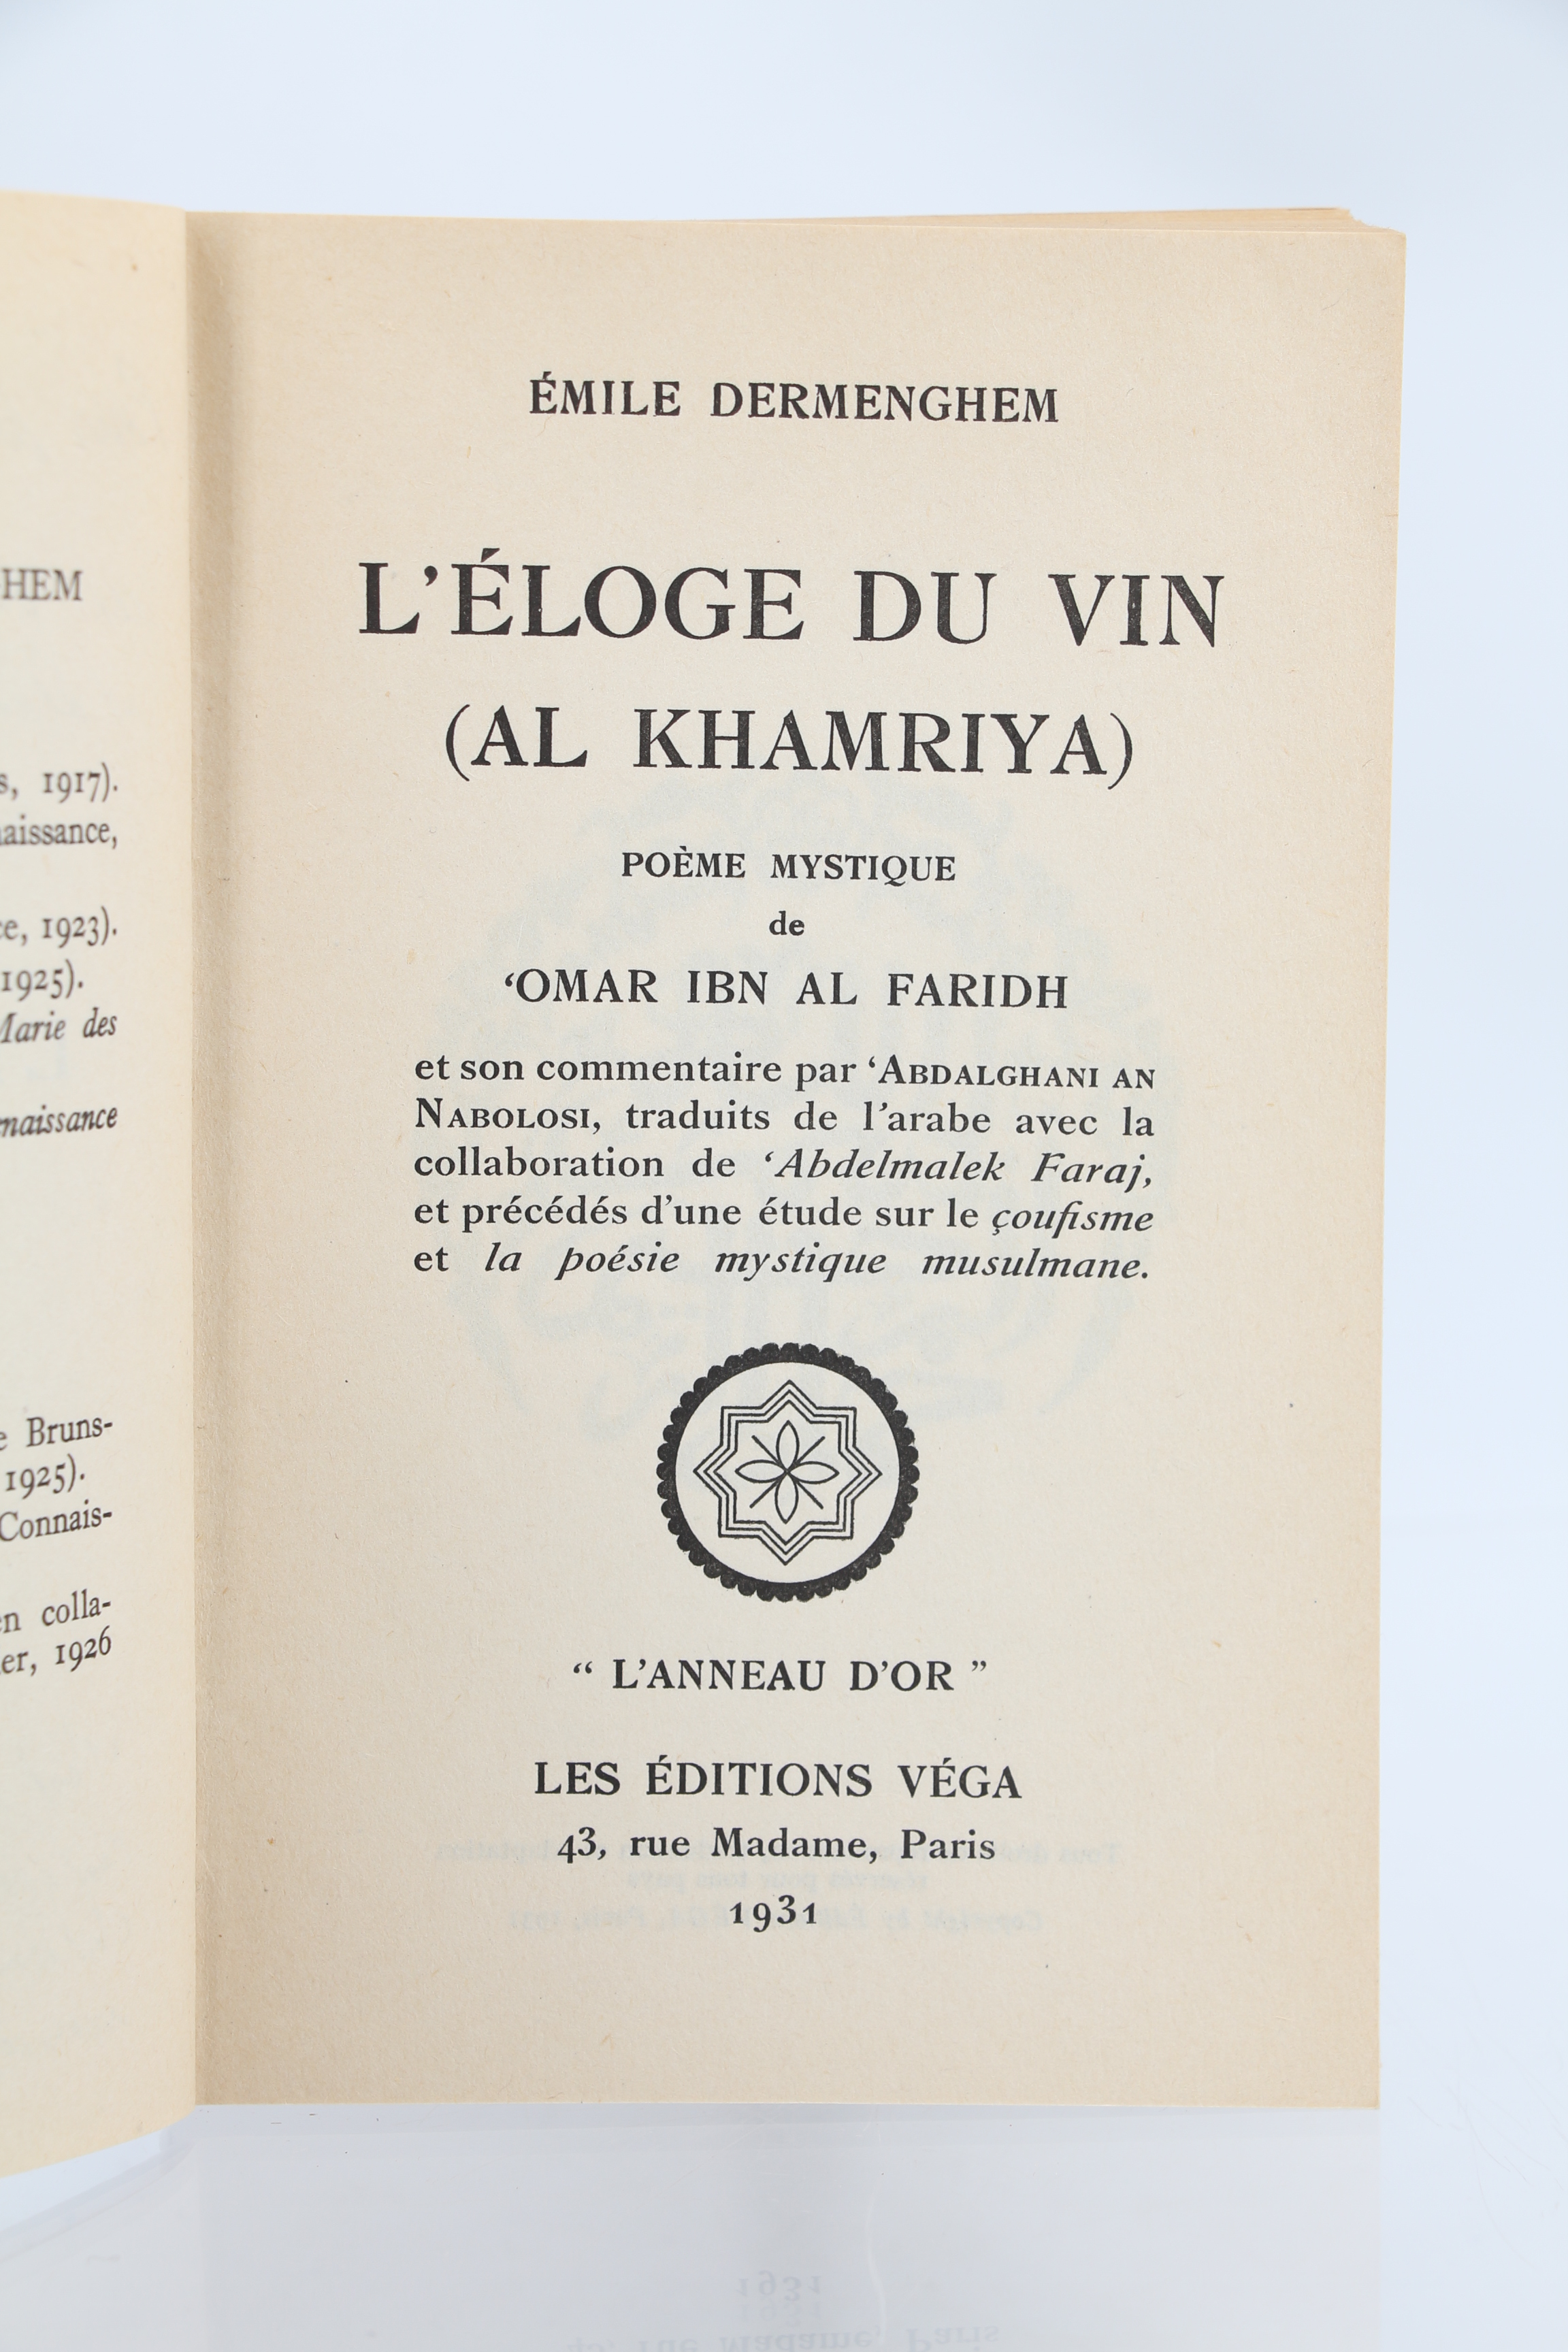 HEM
1917).
1923).
1925).
Marie des
e Bruns-
1925).
Connais-
en colla-
1926
ÉMILE DERMENGHEM
L'ÉLOGE DU VIN
(AL KHAMRIYA)
POÈME MYSTIQUE
de
‘OMAR IBN AL FARIDH
et son commentaire par ‘ABDALGHANI AN
NABOLOSI, traduits de l'arabe avec la
collaboration de ‘Abdelmalek Faraj,
et précédés d'une étude sur le çoufisme
et la poésie mystique musulmane.
“ L'ANNEAU D'OR ”
LES ÉDITIONS VÉGA
43, rue Madame, Paris
1931